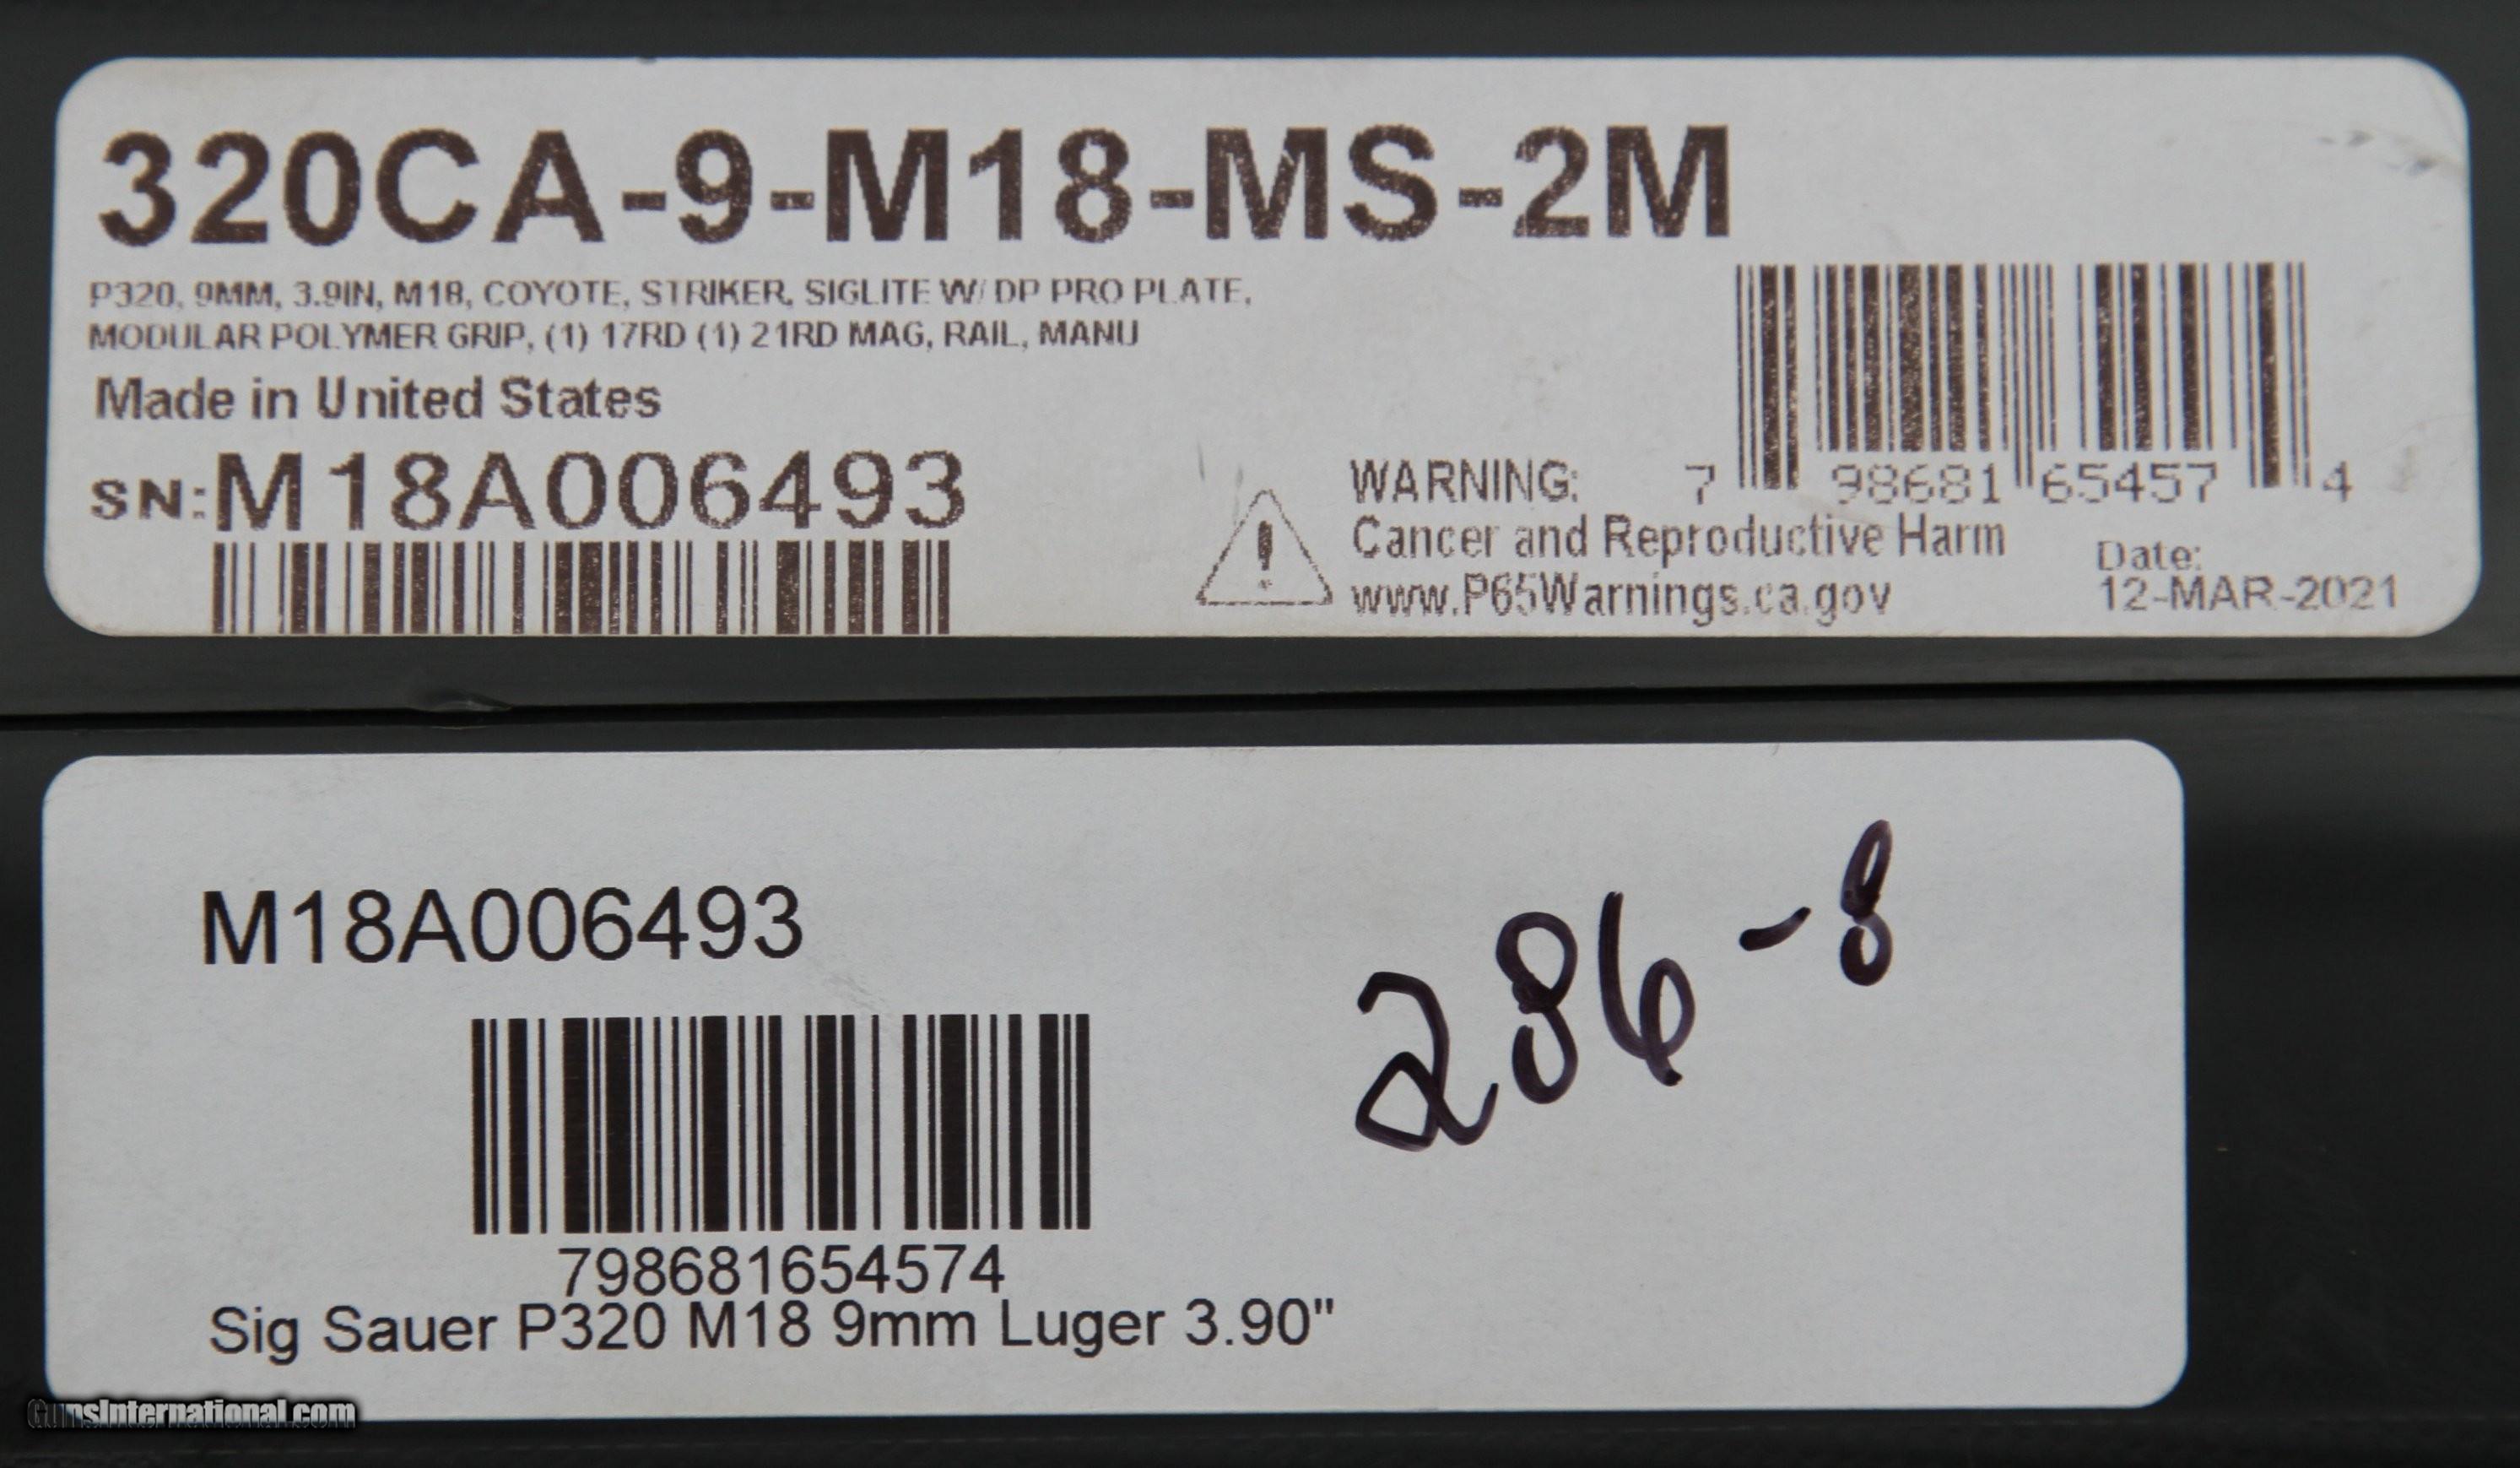 320CA-9-M18-MS-2M
P320, 9MM, 3.9IN, M18, COYOTE, STRIKER, SIGLITE W/ DP PRO PLATE,
MODULAR POLYMER GRIP, (1) 17RD (1) 21RD MAG, RAIL, MANU
Made in United States
SN:M18A006493
7 98681 65457 4
WARNING:
Cancer and Reproductive Harm
www.P65Warnings.ca.gov
Date:
12-MAR-2021
M18A006493
286-8
798681654574
Sig Sauer P320 M18 9mm Luger 3.90"
GunsInternational.com